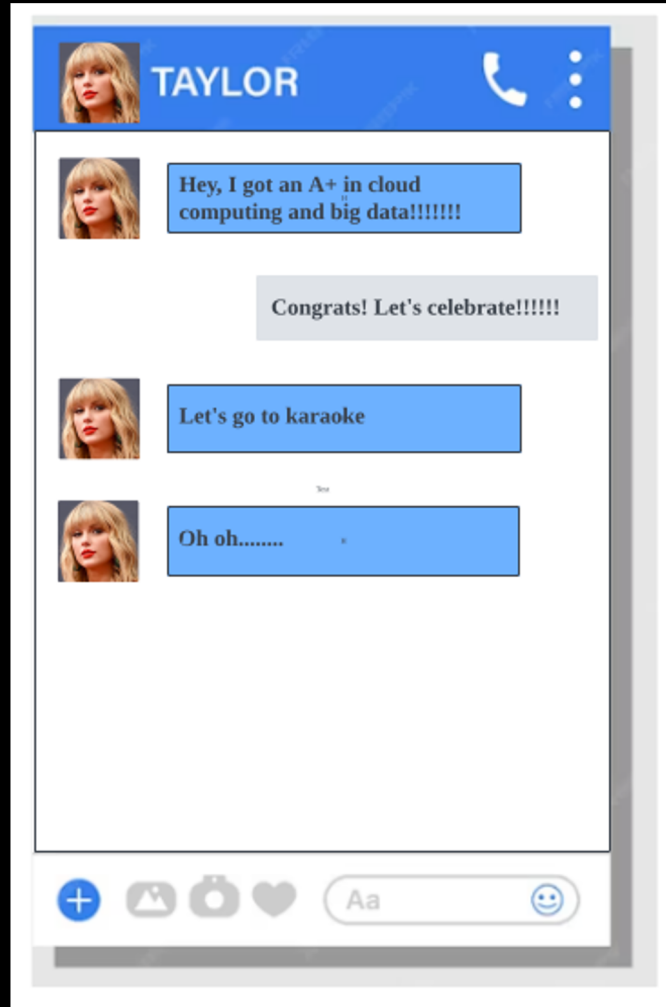 TAYLOR
Hey, I got an A+ in cloud
computing and big data!!!!!!!
Congrats! Let's celebrate!!!!!!
Let's go to karaoke
Text
Oh oh........
Aa